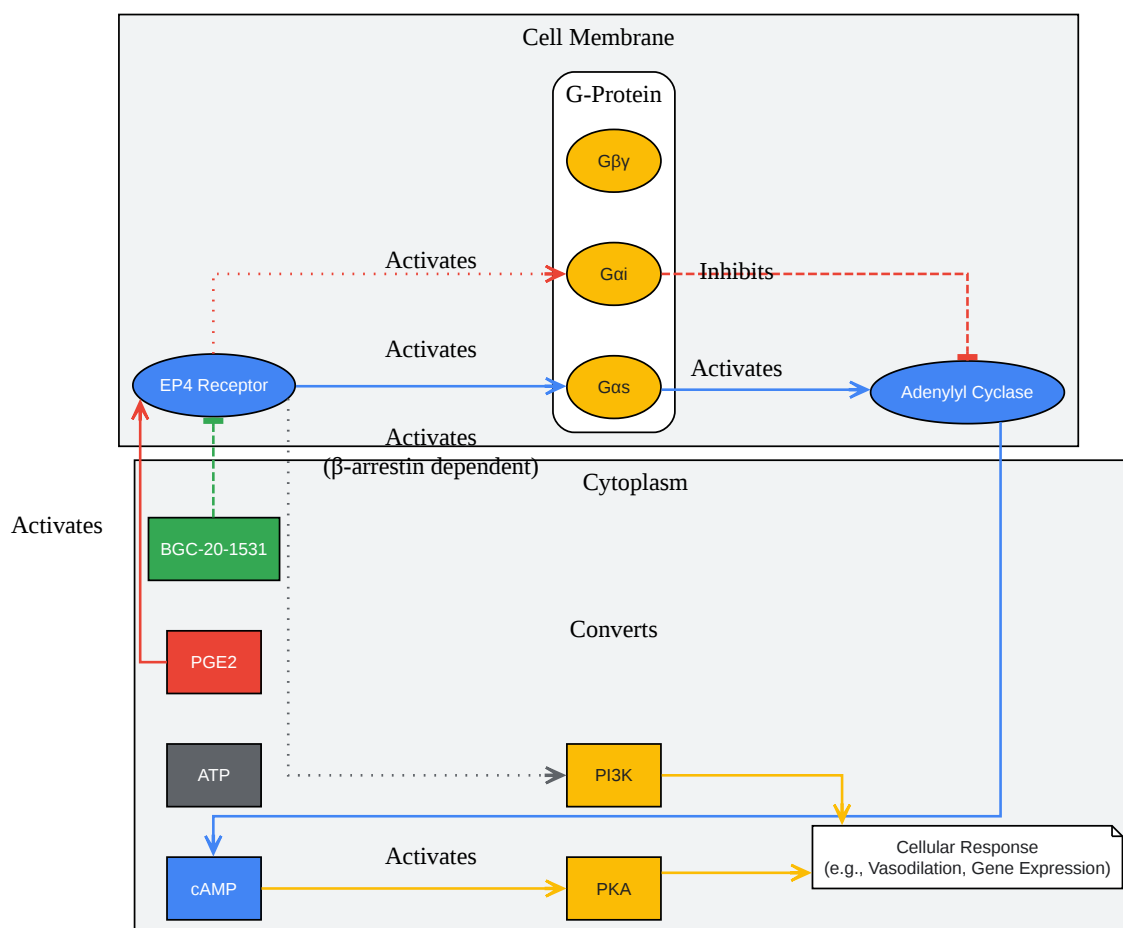 Cell Membrane
G-Protein
Gβγ
Activates
Gαi
Inhibits
Activates
EP4 Receptor
Gαs
Activates
Adenylyl Cyclase
Activates
(β-arrestin dependent)
Cytoplasm
Activates
BGC-20-1531
Converts
PGE2
ATP
PI3K
Cellular Response
(e.g., Vasodilation, Gene Expression)
cAMP
Activates
PKA